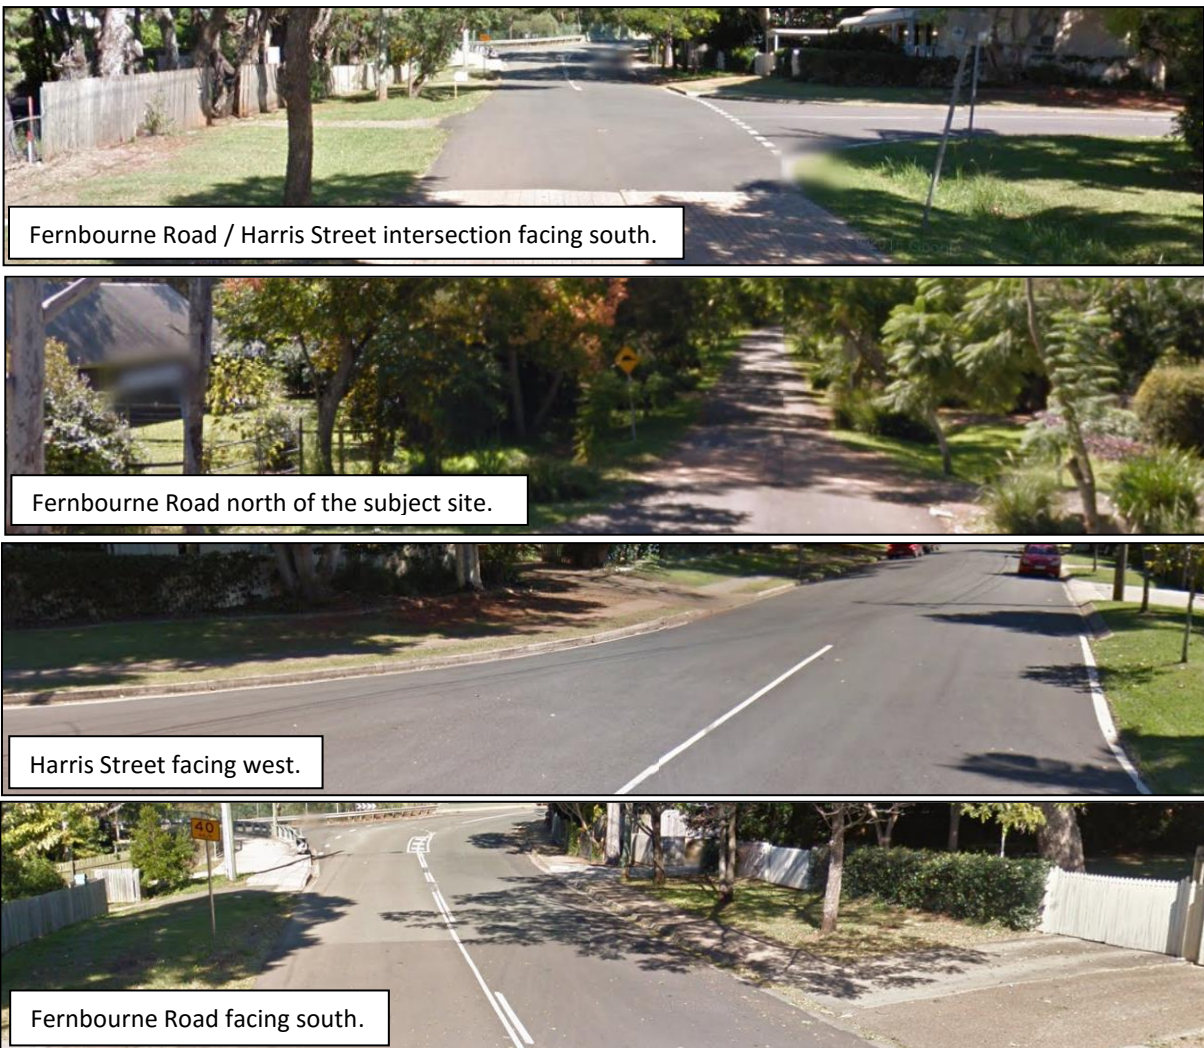 Fernbourne Road / Harris Street intersection facing south.
Fernbourne Road north of the subject site.
Harris Street facing west.
40
Fernbourne Road facing south.